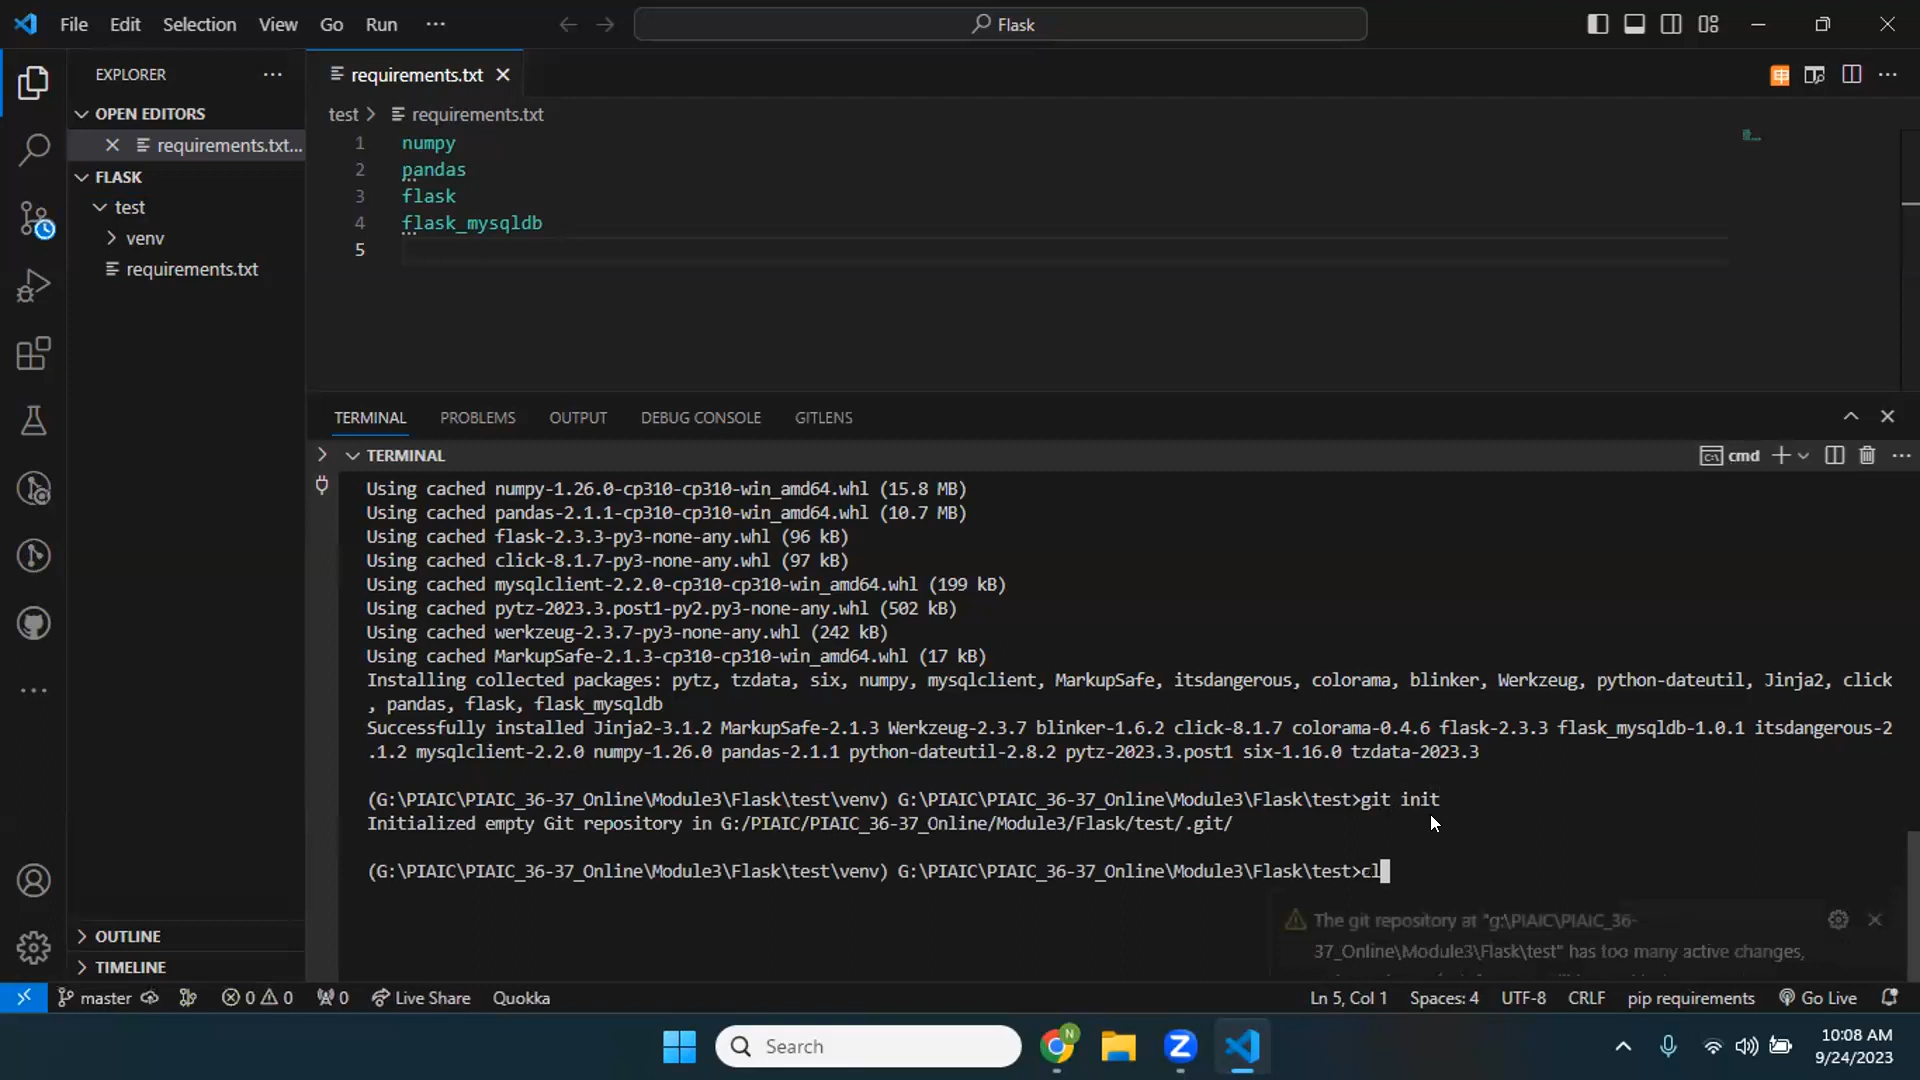 File Edit Selection View Go Run ... Flask
EXPLORER ...
OPEN EDITORS
requirements.txt...
FLASK
test
venv
requirements.txt
OUTLINE
TIMELINE
requirements.txt
test > requirements.txt
1 numpy
2 pandas
3 flask
4 flask_mysqldb
5
TERMINAL PROBLEMS OUTPUT DEBUG CONSOLE GITLENS
TERMINAL cmd
Using cached numpy-1.26.0-cp310-cp310-win_amd64.whl (15.8 MB)
Using cached pandas-2.1.1-cp310-cp310-win_amd64.whl (10.7 MB)
Using cached flask-2.3.3-py3-none-any.whl (96 kB)
Using cached click-8.1.7-py3-none-any.whl (97 kB)
Using cached mysqlclient-2.2.0-cp310-cp310-win_amd64.whl (199 kB)
Using cached pytz-2023.3.post1-py2.py3-none-any.whl (502 kB)
Using cached werkzeug-2.3.7-py3-none-any.whl (242 kB)
Using cached MarkupSafe-2.1.3-cp310-cp310-win_amd64.whl (17 kB)
Installing collected packages: pytz, tzdata, six, numpy, mysqlclient, MarkupSafe, itsdangerous, colorama, blinker, Werkzeug, python-dateutil, Jinja2, click
, pandas, flask, flask_mysqldb
Successfully installed Jinja2-3.1.2 MarkupSafe-2.1.3 Werkzeug-2.3.7 blinker-1.6.2 click-8.1.7 colorama-0.4.6 flask-2.3.3 flask_mysqldb-1.0.1 itsdangerous-2
.1.2 mysqlclient-2.2.0 numpy-1.26.0 pandas-2.1.1 python-dateutil-2.8.2 pytz-2023.3.post1 six-1.16.0 tzdata-2023.3
(G:\PIAIC\PIAIC_36-37_Online\Module3\Flask\test\venv) G:\PIAIC\PIAIC_36-37_Online\Module3\Flask\test>git init
Initialized empty Git repository in G:/PIAIC/PIAIC_36-37_Online/Module3/Flask/test/.git/
(G:\PIAIC\PIAIC_36-37_Online\Module3\Flask\test\venv) G:\PIAIC\PIAIC_36-37_Online\Module3\Flask\test>cl
The git repository at "g:\PIAIC\PIAIC_36-
37_Online\Module3\Flask\test" has too many active changes,
master 0 0 0 Live Share Quokka Ln 5, Col 1 Spaces: 4 UTF-8 CRLF pip requirements Go Live
Search
N
Z
10:08 AM
9/24/2023